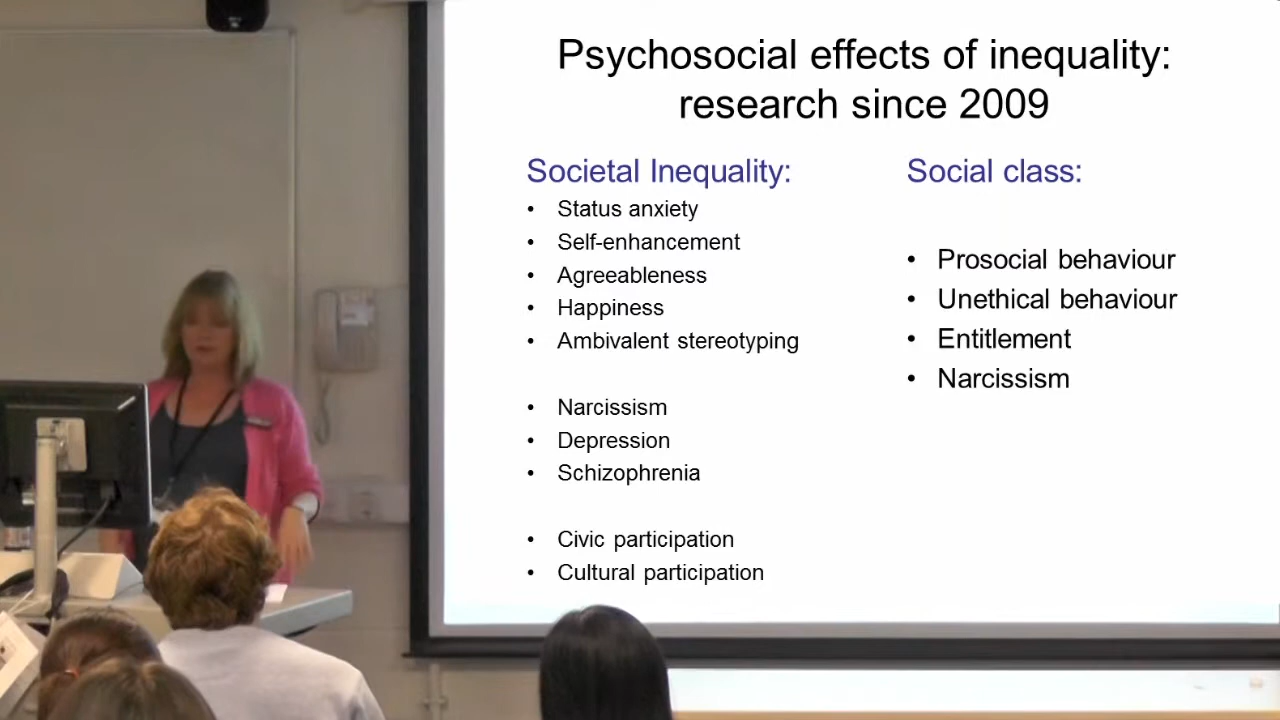 Psychosocial effects of inequality:
research since 2009
Societal Inequality:
• Status anxiety
• Self-enhancement
• Agreeableness
• Happiness
• Ambivalent stereotyping
• Narcissism
• Depression
• Schizophrenia
• Civic participation
• Cultural participation
Social class:
• Prosocial behaviour
• Unethical behaviour
• Entitlement
• Narcissism